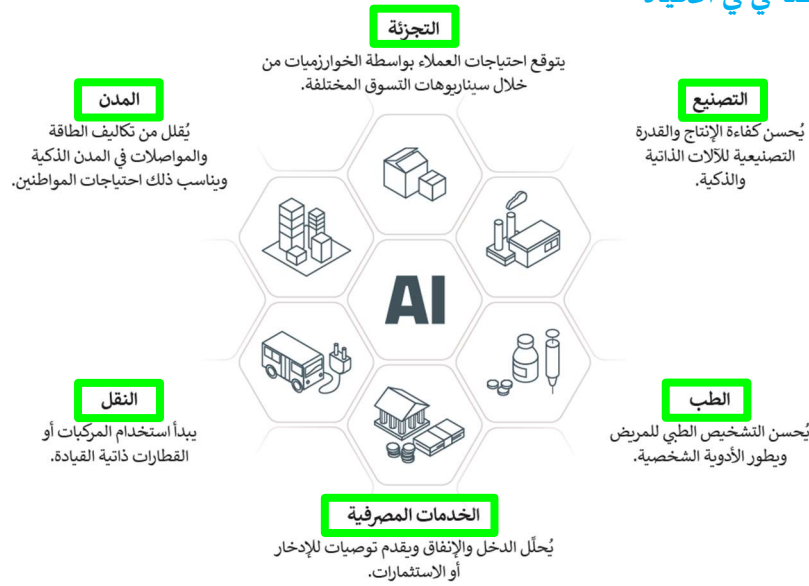 التجزئة
يتوقع احتياجات العملاء بواسطة الخوارزميات من
خلال سيناريوهات التسوق المختلفة.
التصنيع
يُحسن كفاءة الإنتاج والقدرة
التصنيعية للآلات الذاتية
والذكية.
المدن
يُقلل من تكاليف الطاقة
والمواصلات في المدن الذكية
ويناسب ذلك احتياجات المواطنين.
AI
الطب
يُحسن التشخيص الطبي للمريض
ويطور الأدوية الشخصية.
النقل
يبدأ استخدام المركبات أو
القطارات ذاتية القيادة.
الخدمات المصرفية
يُحلَّل الدخل والإنفاق ويقدم توصيات للإدخار
أو الاستثمارات.